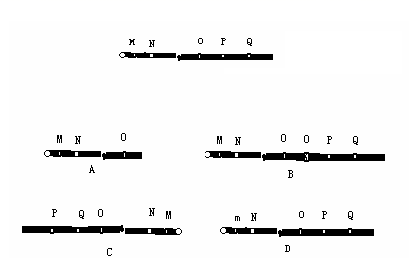 M N O P Q
M N O
A
M N O O P Q
B
P Q O N M
C
m N O P Q
D